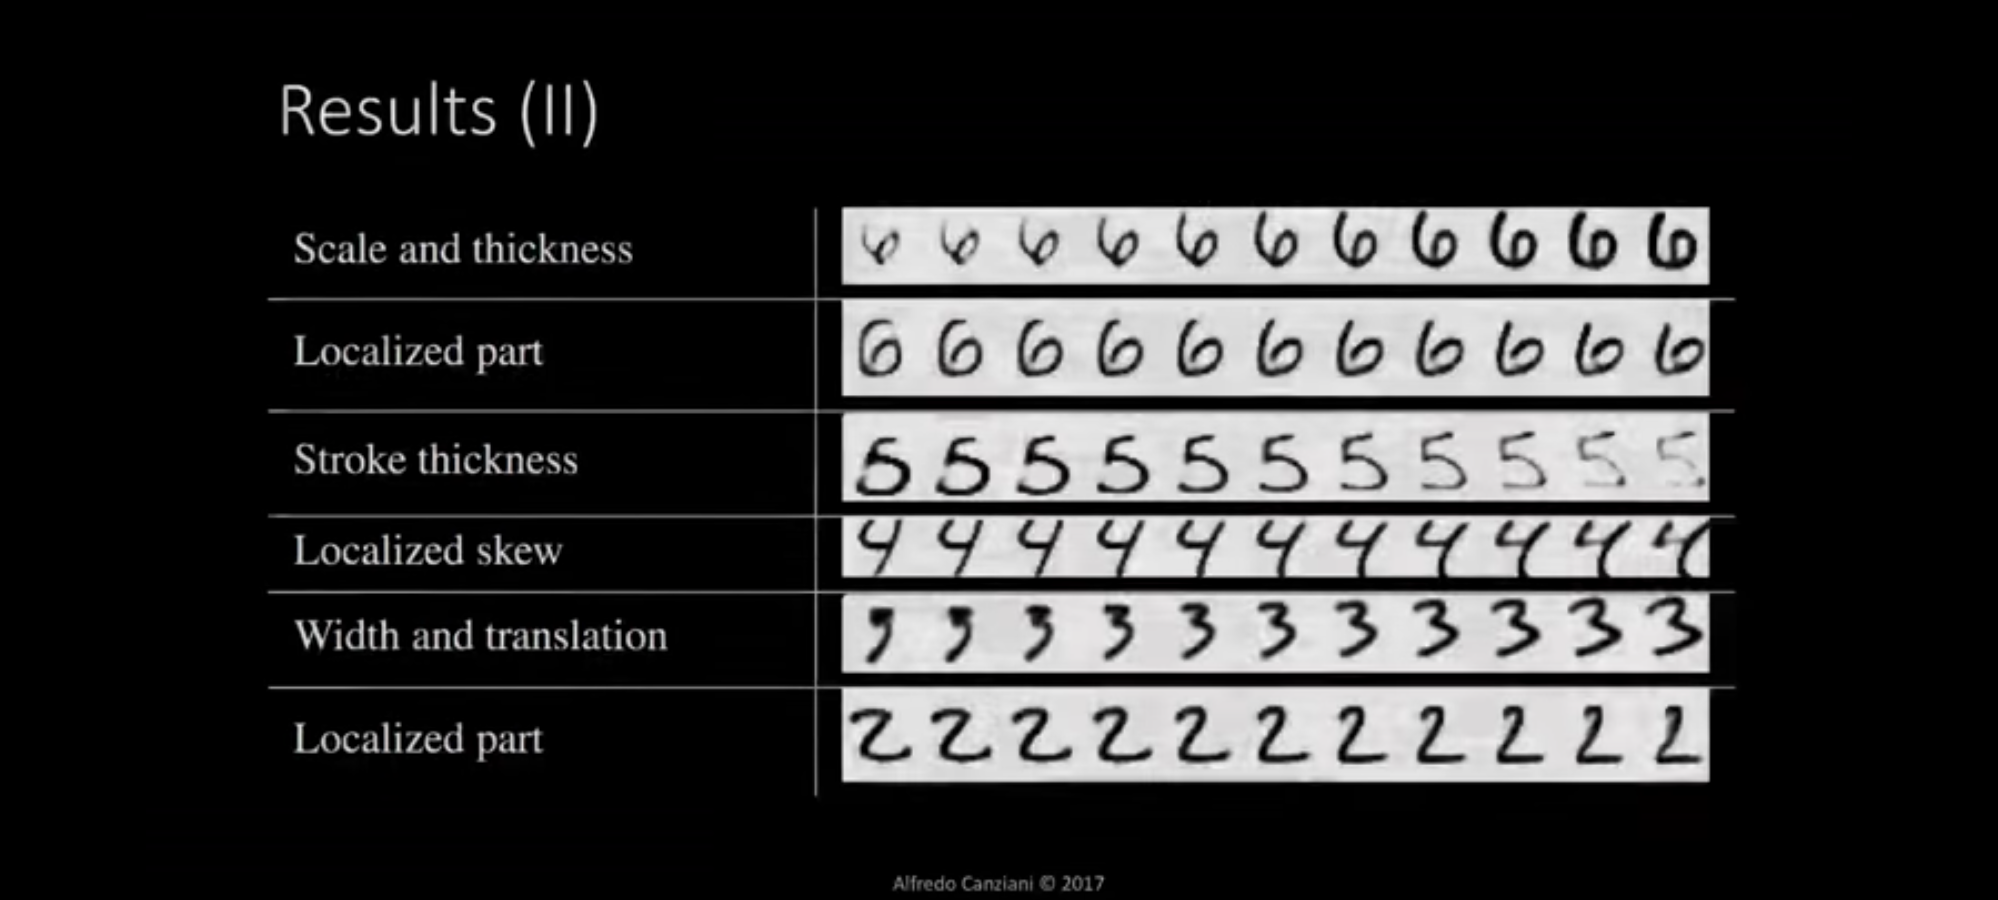 Results (II)
Scale and thickness 6 6 6 6 6 6 6 6 6 6 6
Localized part 6 6 6 6 6 6 6 6 6 6 6
Stroke thickness 5 5 5 5 5 5 5 5 5 5 5
Localized skew 4 4 4 4 4 4 4 4 4 4 4
Width and translation 3 3 3 3 3 3 3 3 3 3 3
Localized part 2 2 2 2 2 2 2 2 2 2 2
Alfredo Canziani © 2017